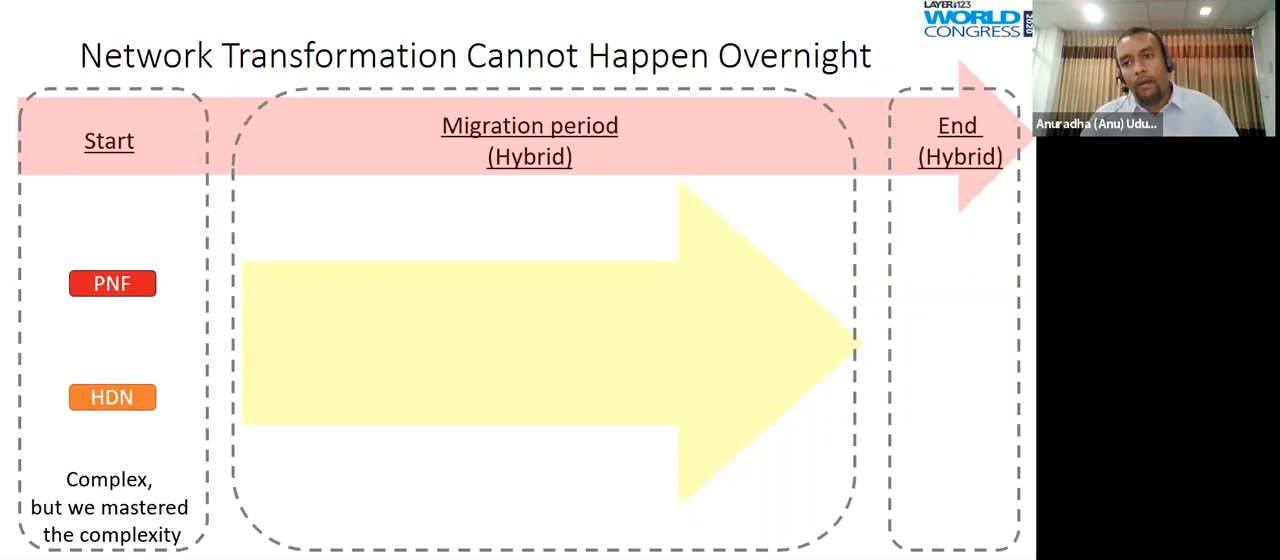 LAYER123
WORLD
CONGRESS 2020
Network Transformation Cannot Happen Overnight
Start
Migration period
(Hybrid)
End
(Hybrid)
Anuradha (Anu) Udu...
PNF
HDN
Complex,
but we mastered
the complexity